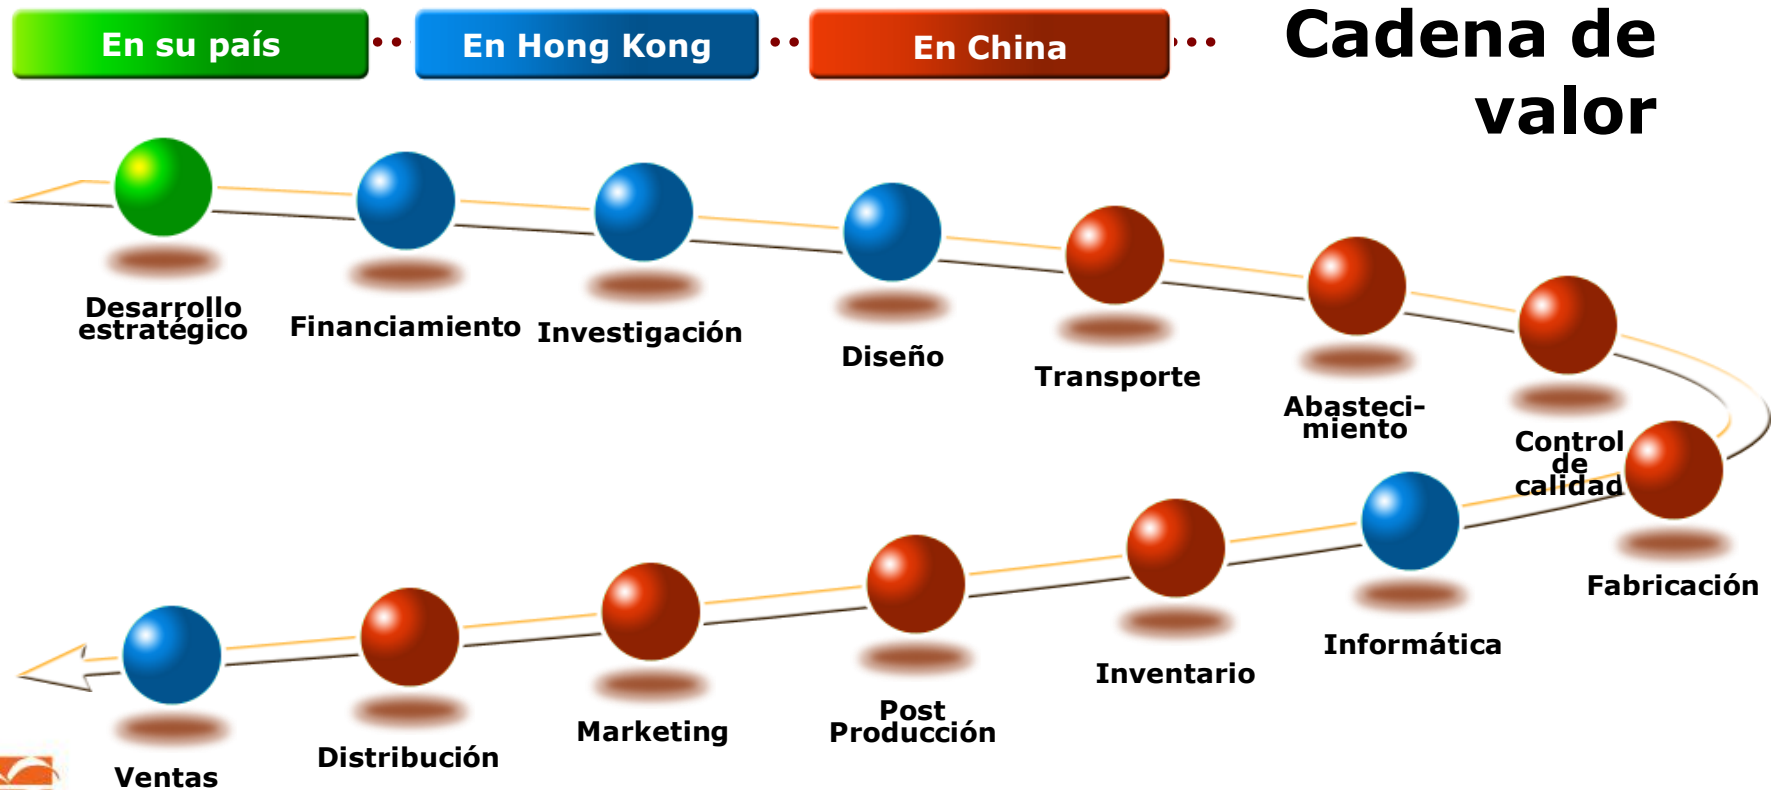 En su país
En Hong Kong
En China
Cadena de
valor
Desarrollo
estratégico
Financiamiento
Investigación
Diseño
Transporte
Abasteci-
miento
Control
de
calidad
Fabricación
Informática
Inventario
Post
Producción
Marketing
Distribución
Ventas